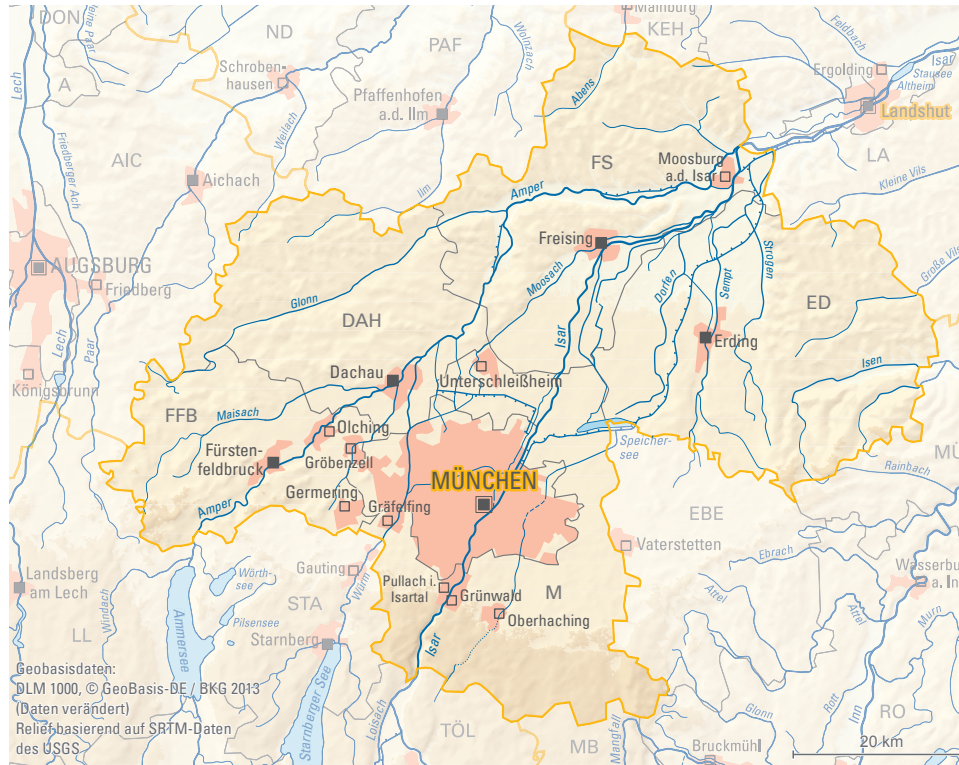 DON
Kleine Paar
ND
PAF
Wolnzach
Mainburg
KEH
Feldbach
Isar
Lech
A
Schroben-
hausen
Weilach
Pfaffenhofen
a.d. Ilm
Abens
Ergolding
Stausee
Altheim
Landshut
Friedberger Ach
AIC
Aichach
Ilm
FS
Moosburg
a.d. Isar
LA
Kleine Vils
Amper
AUGSBURG
Friedberg
Freising
Moosach
Dorfen
Sempt
Strogen
Große Vils
Glonn
DAH
Isar
ED
Lech
Paar
Erding
Isen
Königsbrunn
Dachau
Unterschleißheim
FFB
Maisach
Olching
Speicher-
see
Fürsten-
feldbruck
Gröbenzell
MÜNCHEN
MÜ
Rainbach
Germering
Gräfelfing
Amper
EBE
Vaterstetten
Ebrach
Landsberg
am Lech
Wörth-
see
Gauting
Würm
Pullach i.
Isartal
Grünwald
M
Wasserbu
a. In
Windach
Ammersee
Pilsensee
STA
Oberhaching
Attel
Attel
Murn
LL
Starnberg
Isar
Starnberger See
Loisach
Geobasisdaten:
DLM 1000, © GeoBasis-DE / BKG 2013
(Daten verändert)
Relief basierend auf SRTM-Daten
des USGS
TÖL
MB
Mangfall
Glonn
Rott
Inn
RO
Bruckmühl
20 km